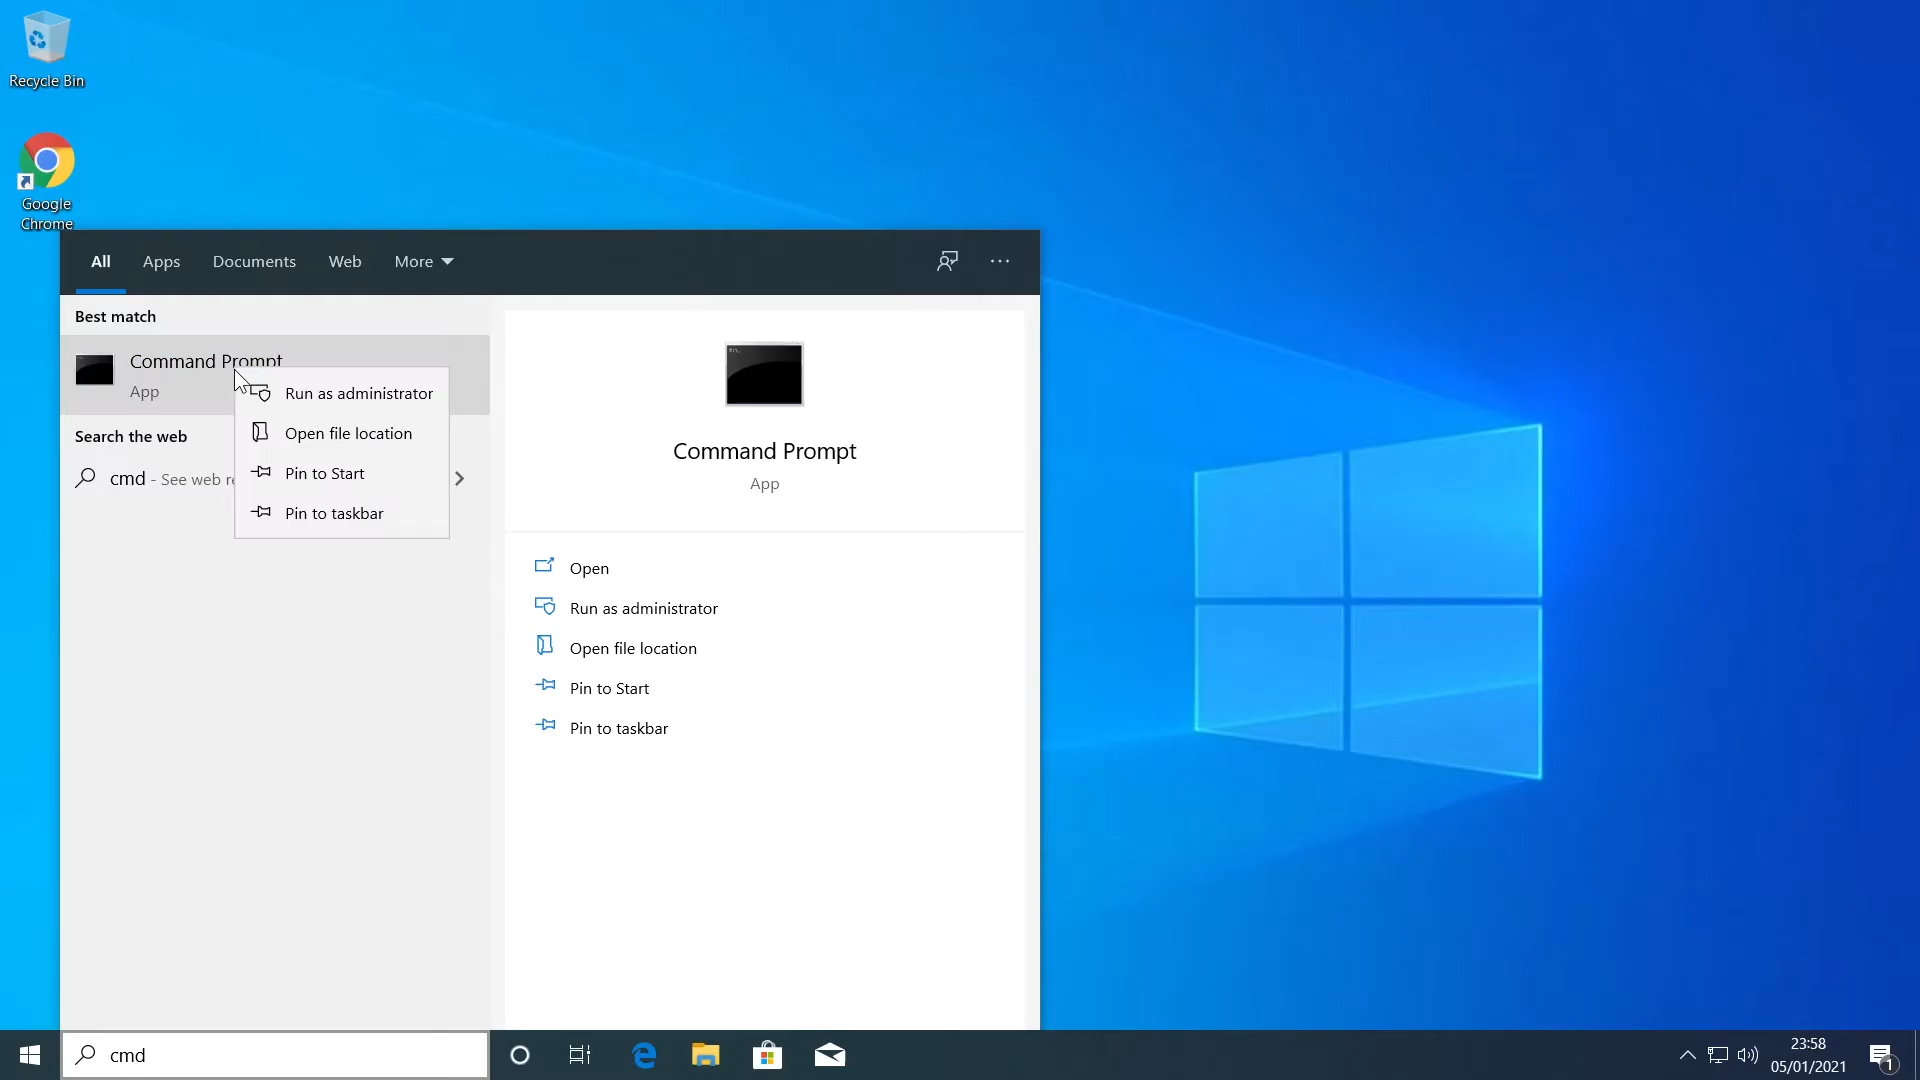 Recycle Bin
Google
Chrome
All Apps Documents Web More
Best match
Command Prompt
App
Run as administrator
Open file location
Pin to Start
Pin to taskbar
Search the web
cmd - See web re
Command Prompt
App
Open
Run as administrator
Open file location
Pin to Start
Pin to taskbar
cmd
23:58
05/01/2021
1